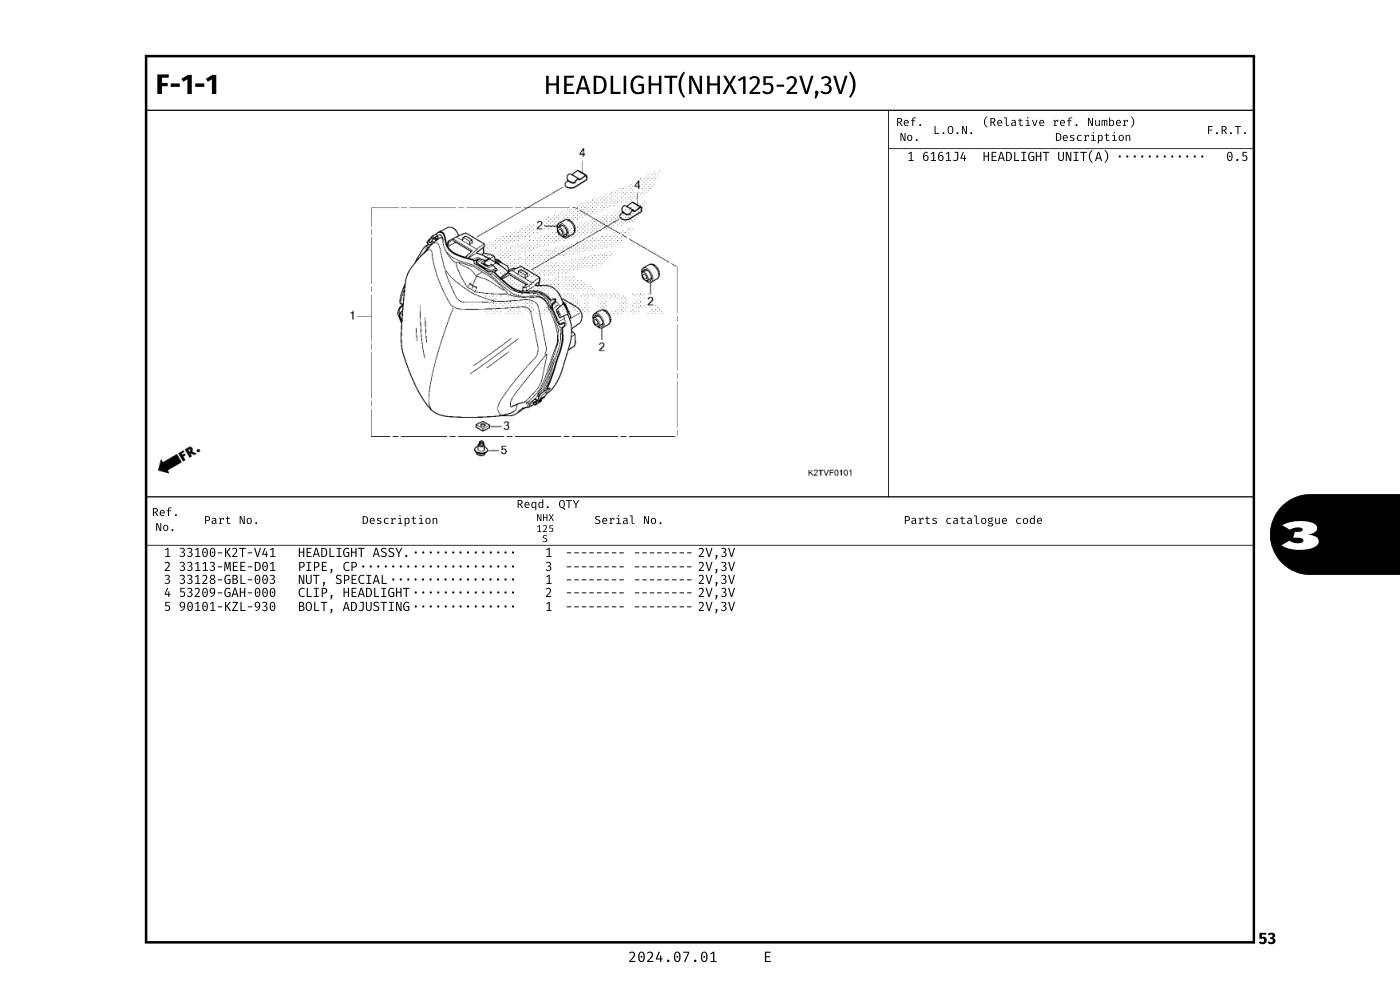 F-1-1
HEADLIGHT(NHX125-2V,3V)
Ref. No. L.O.N. (Relative ref. Number) Description F.R.T.
1 6161J4 HEADLIGHT UNIT(A) ············ 0.5
4
4
2
2
1
2
3
5
FR.
K2TVF0101
Ref. No. Part No. Description Reqd. QTY NHX 125 S Serial No. Parts catalogue code
1 33100-K2T-V41 HEADLIGHT ASSY.·············· 1 -------- -------- 2V,3V
2 33113-MEE-D01 PIPE, CP····················· 3 -------- -------- 2V,3V
3 33128-GBL-003 NUT, SPECIAL················· 1 -------- -------- 2V,3V
4 53209-GAH-000 CLIP, HEADLIGHT·············· 2 -------- -------- 2V,3V
5 90101-KZL-930 BOLT, ADJUSTING·············· 1 -------- -------- 2V,3V
3
53
2024.07.01 E